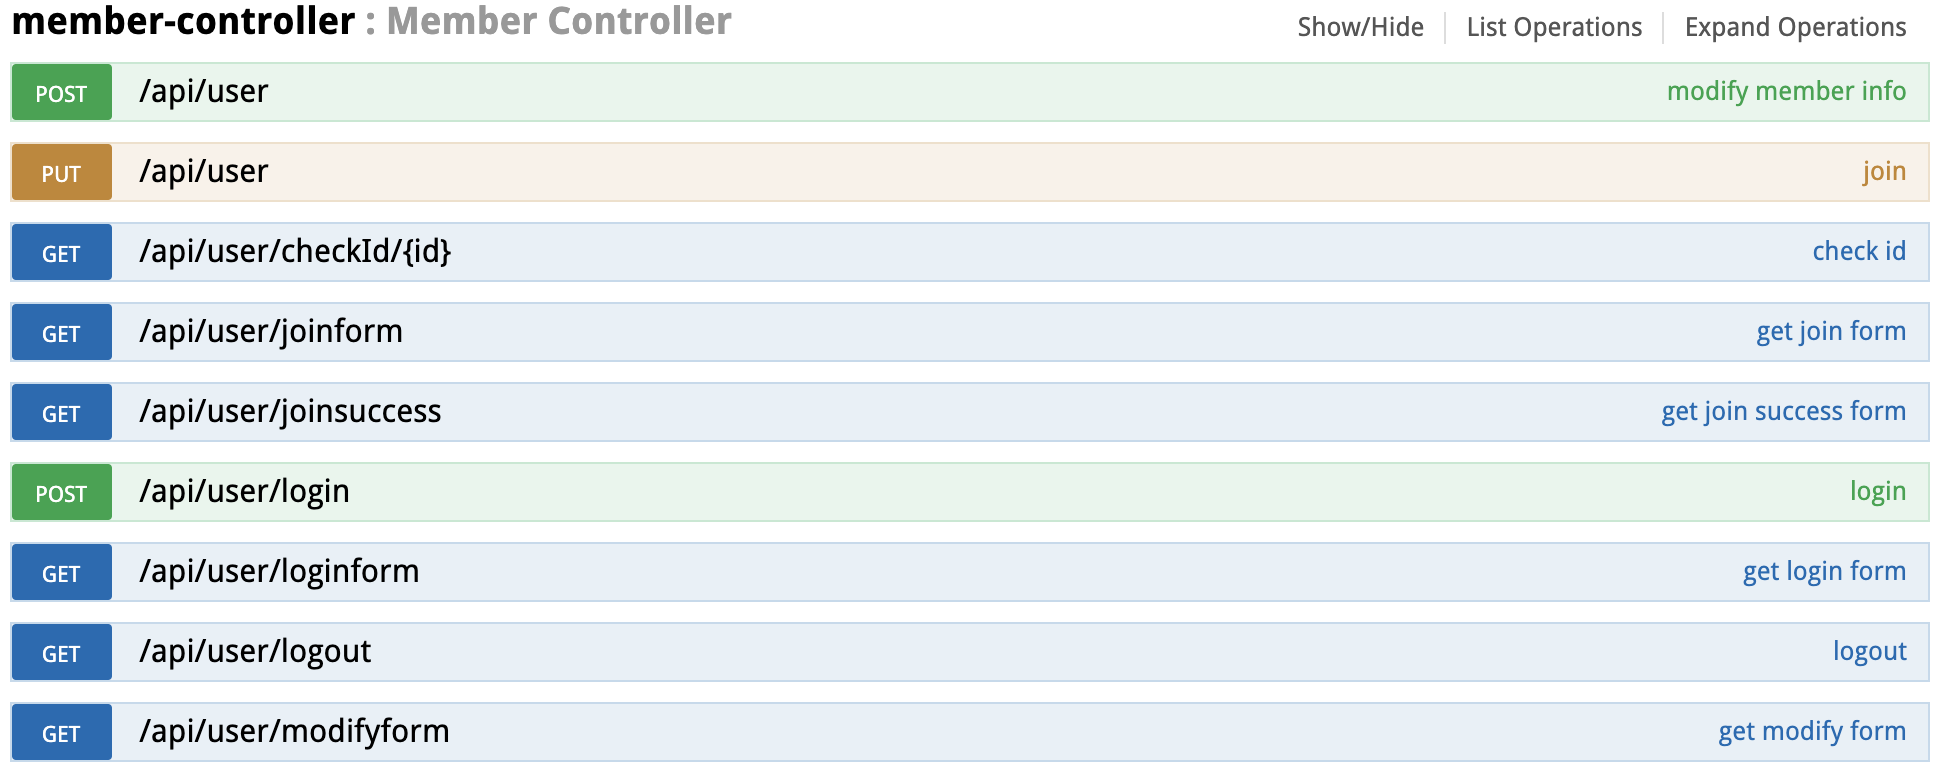 member-controller : Member Controller Show/Hide List Operations Expand Operations
POST /api/user modify member info
PUT /api/user join
GET /api/user/checkId/{id} check id
GET /api/user/joinform get join form
GET /api/user/joinsuccess get join success form
POST /api/user/login login
GET /api/user/loginform get login form
GET /api/user/logout logout
GET /api/user/modifyform get modify form